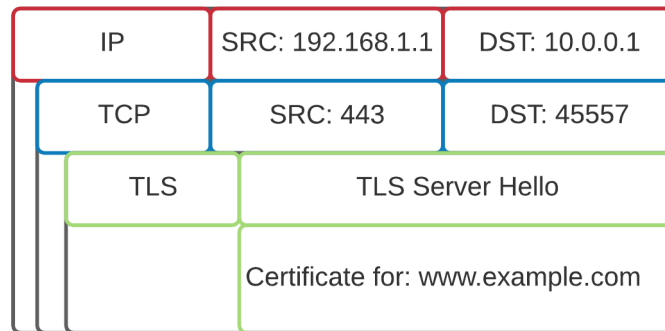 IP SRC: 192.168.1.1 DST: 10.0.0.1
TCP SRC: 443 DST: 45557
TLS TLS Server Hello
Certificate for: www.example.com